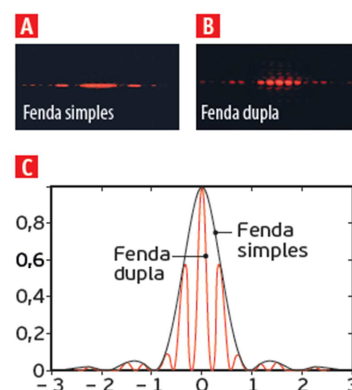 A
Fenda simples
B
Fenda dupla
C
0,8
0,6
0,4
0,2
0
Fenda
simples
Fenda
dupla
-3 -2 -1 0 1 2 3